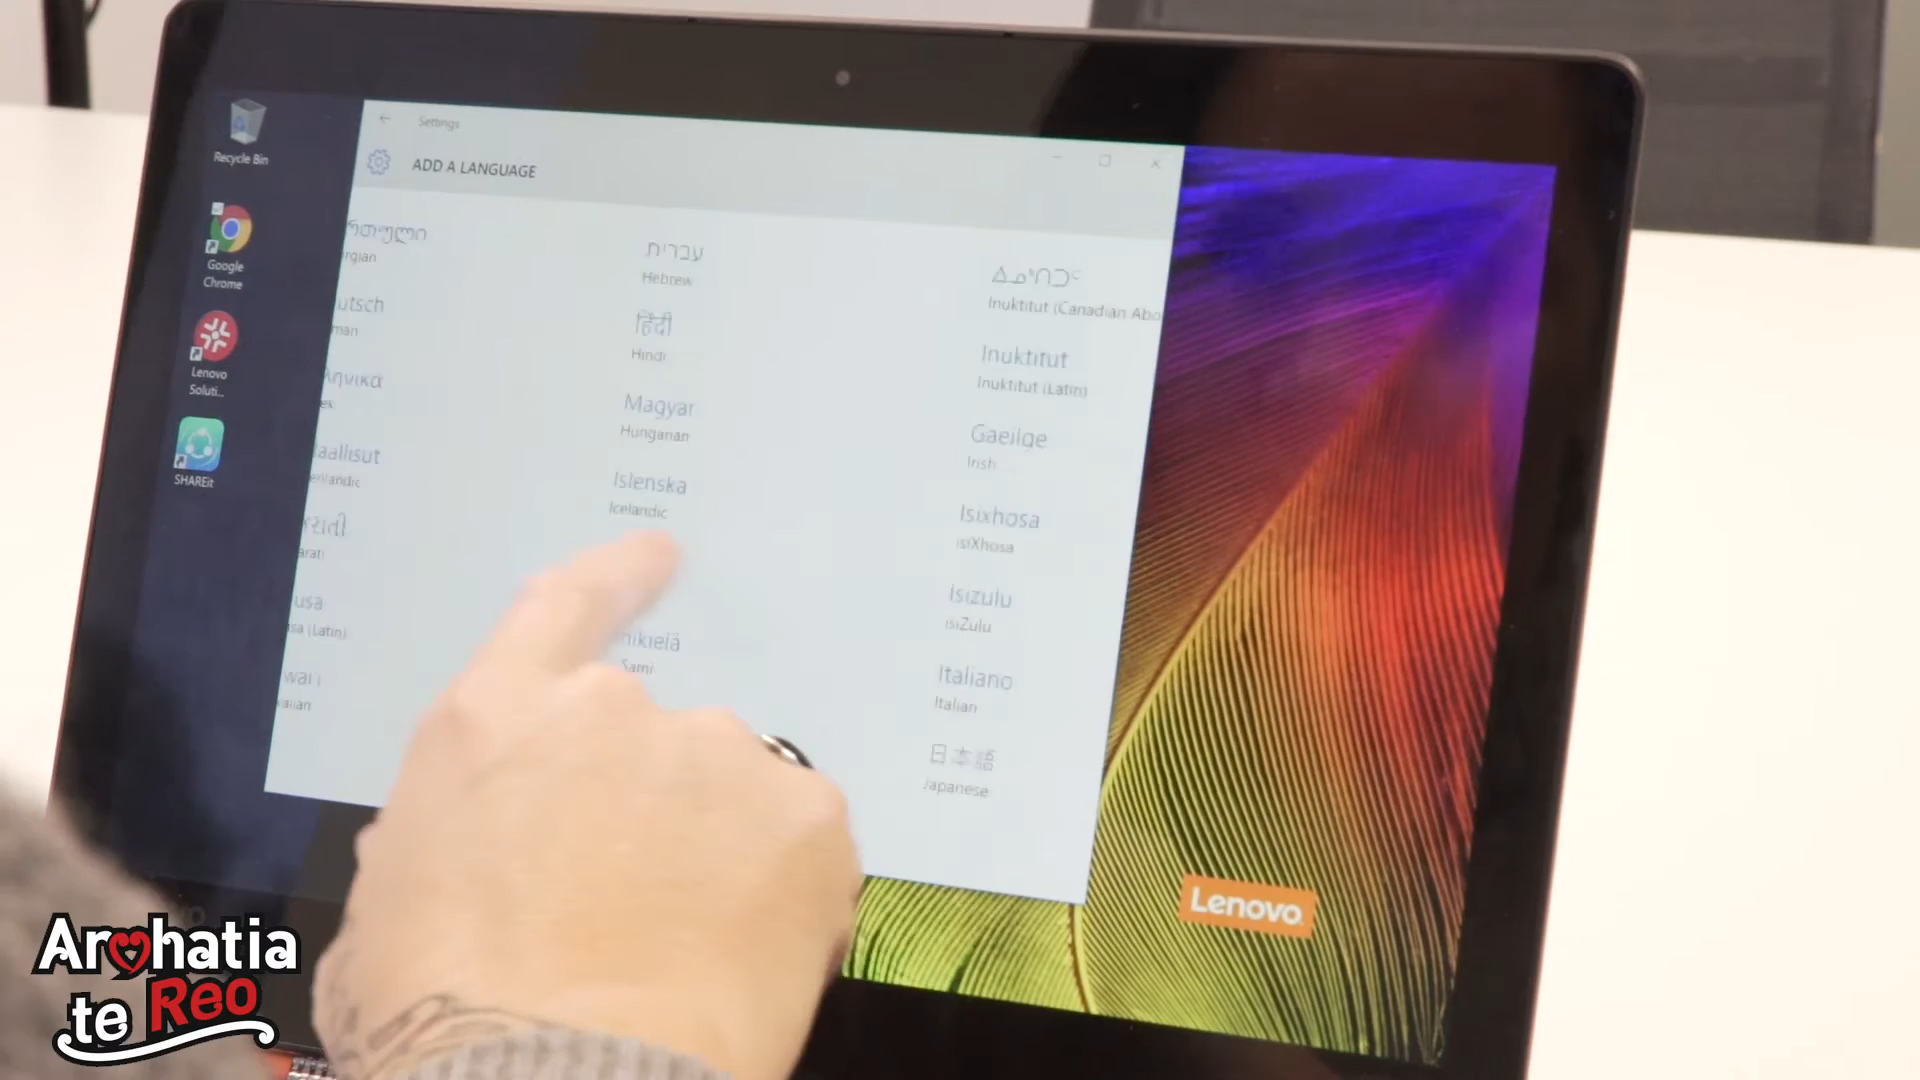 Recycle Bin
Google
Chrome
Lenovo
Soluti...
SHAREit
Settings
ADD A LANGUAGE
עברית
Hebrew
हिंदी
Hindi
Magyar
Hungarian
Íslenska
Icelandic
Sami
ᐃᓄᒃᑎᑐᑦ
Inuktitut (Canadian Abo
Inuktitut
Inuktitut (Latin)
Gaeilge
Irish
Isixhosa
isiXhosa
Isizulu
isiZulu
Italiano
Italian
日本語
Japanese
Lenovo
Arohatia
te Reo